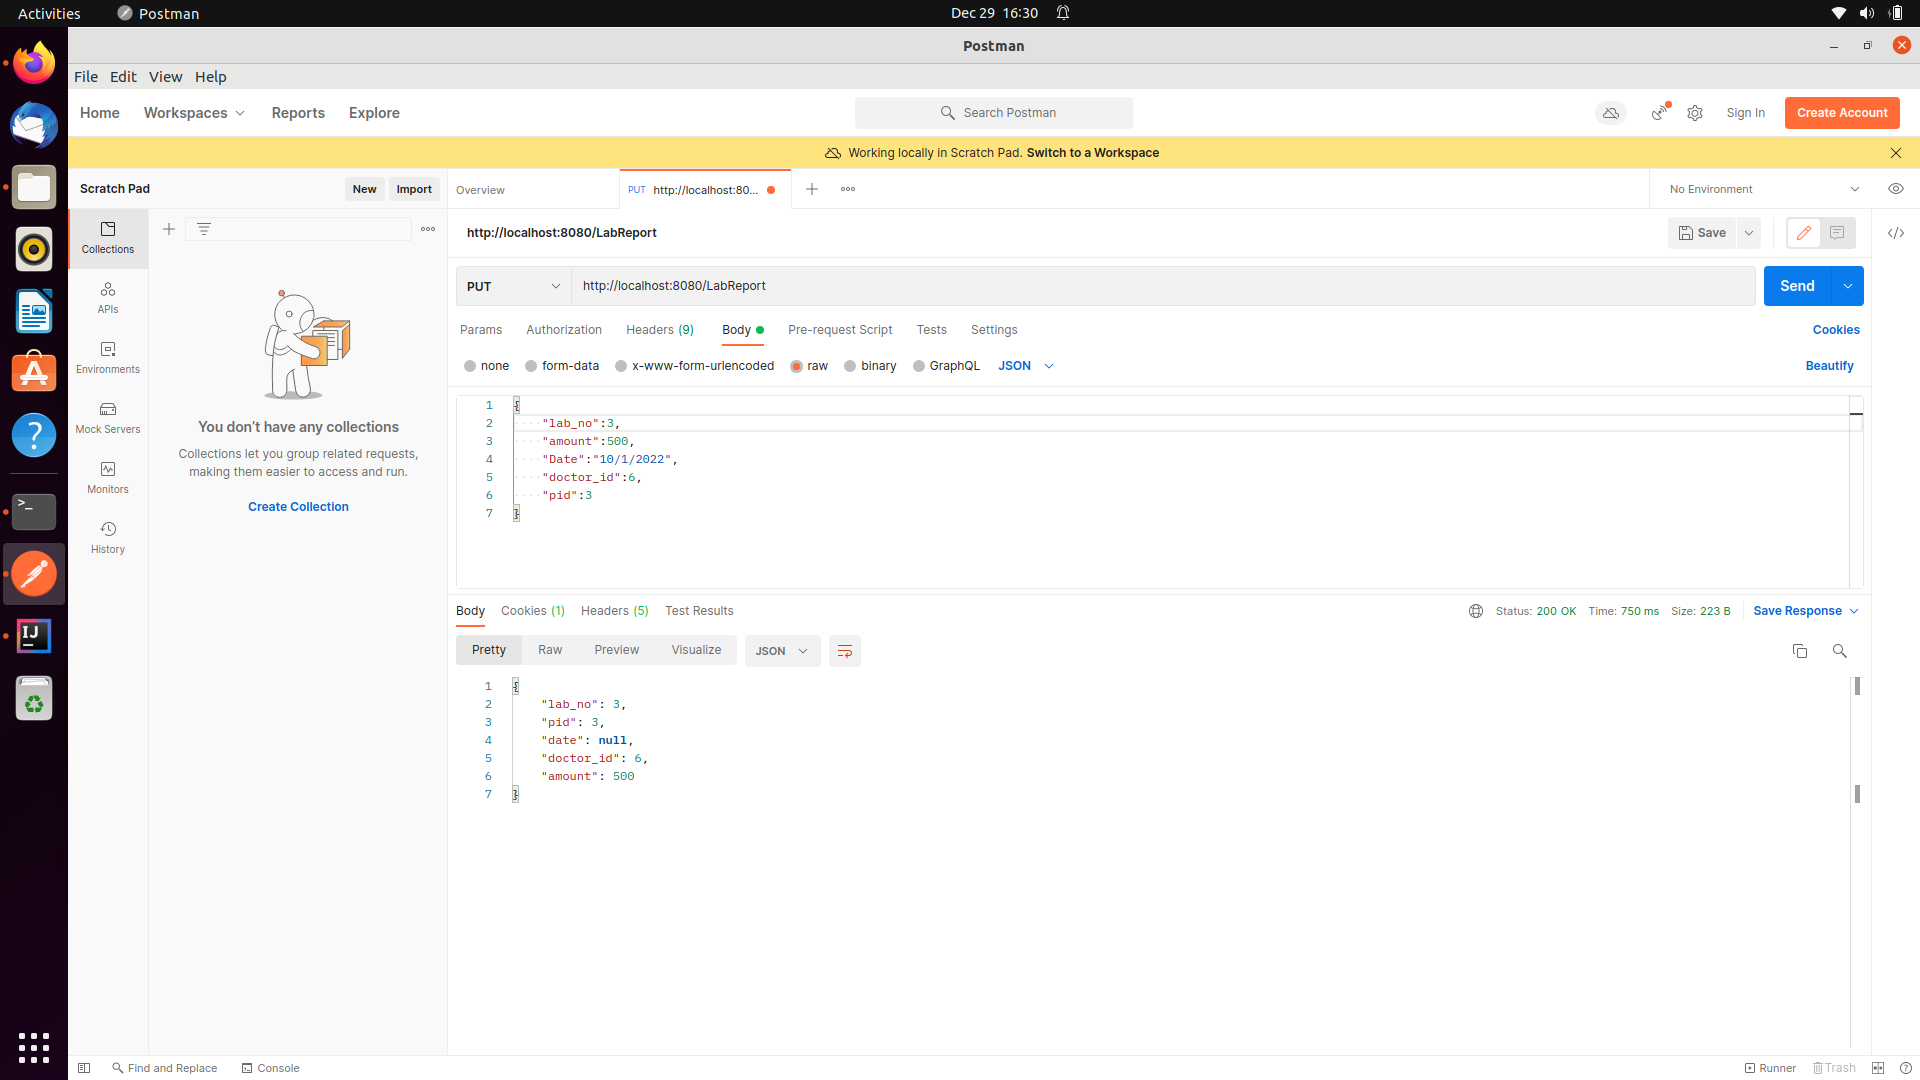 Activities Postman Dec 29 16:30
Postman
File Edit View Help
Home Workspaces Reports Explore Search Postman Sign In Create Account
Working locally in Scratch Pad. Switch to a Workspace
Scratch Pad New Import Overview PUT http://localhost:80... No Environment
Collections
APIs
Environments
Mock Servers
Monitors
History
You don't have any collections
Collections let you group related requests,
making them easier to access and run.
Create Collection
http://localhost:8080/LabReport Save
PUT http://localhost:8080/LabReport Send
Params Authorization Headers (9) Body Pre-request Script Tests Settings Cookies
none form-data x-www-form-urlencoded raw binary GraphQL JSON Beautify
1 {
2 "lab_no":3,
3 "amount":500,
4 "Date":"10/1/2022",
5 "doctor_id":6,
6 "pid":3
7 }
Body Cookies (1) Headers (5) Test Results Status: 200 OK Time: 750 ms Size: 223 B Save Response
Pretty Raw Preview Visualize JSON
1 {
2 "lab_no": 3,
3 "pid": 3,
4 "date": null,
5 "doctor_id": 6,
6 "amount": 500
7 }
Find and Replace Console Runner Trash